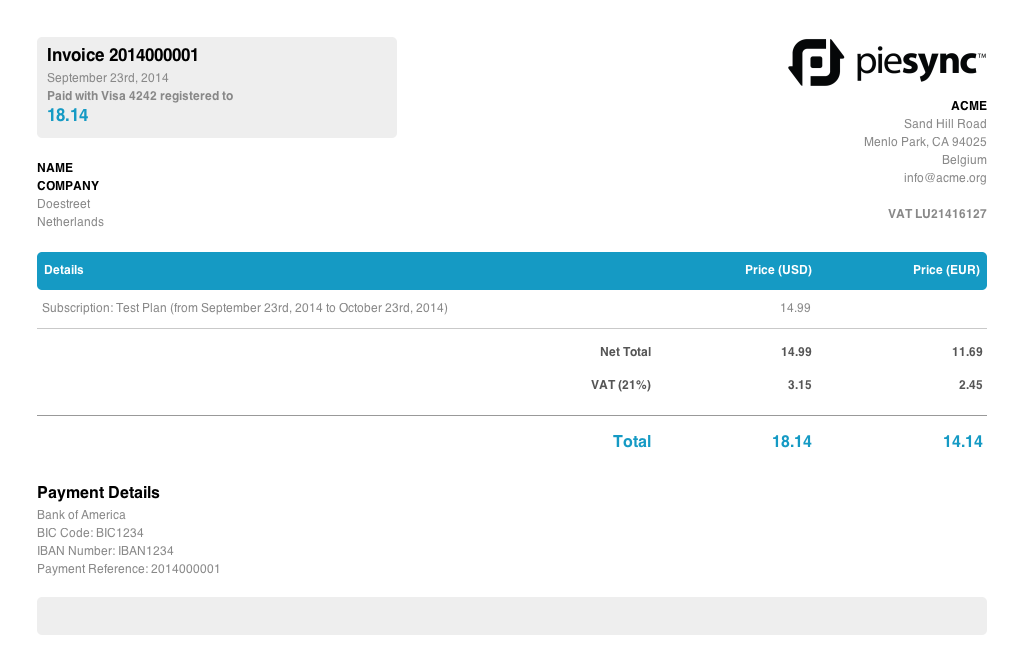 Invoice 2014000001
September 23rd, 2014
Paid with Visa 4242 registered to
18.14
piesync™
ACME
Sand Hill Road
Menlo Park, CA 94025
Belgium
info@acme.org
VAT LU21416127
NAME
COMPANY
Doestreet
Netherlands
Details Price (USD) Price (EUR)
Subscription: Test Plan (from September 23rd, 2014 to October 23rd, 2014) 14.99
Net Total 14.99 11.69
VAT (21%) 3.15 2.45
Total 18.14 14.14
Payment Details
Bank of America
BIC Code: BIC1234
IBAN Number: IBAN1234
Payment Reference: 2014000001